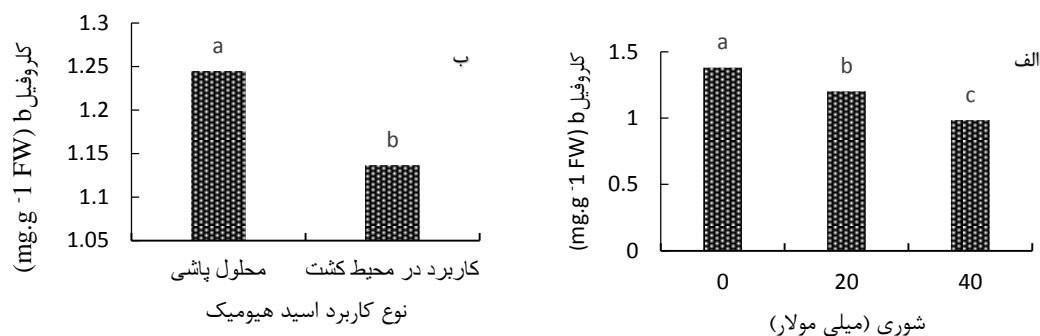 الف
کلروفیل b (mg.g -1 FW)
1.5
1
0.5
0
a
b
c
0 20 40
شوری (میلی مولار)
ب
کلروفیل b (mg.g -1 FW)
1.3
1.25
1.2
1.15
1.1
1.05
a
b
محلول پاشی
کاربرد در محیط کشت
نوع کاربرد اسید هیومیک